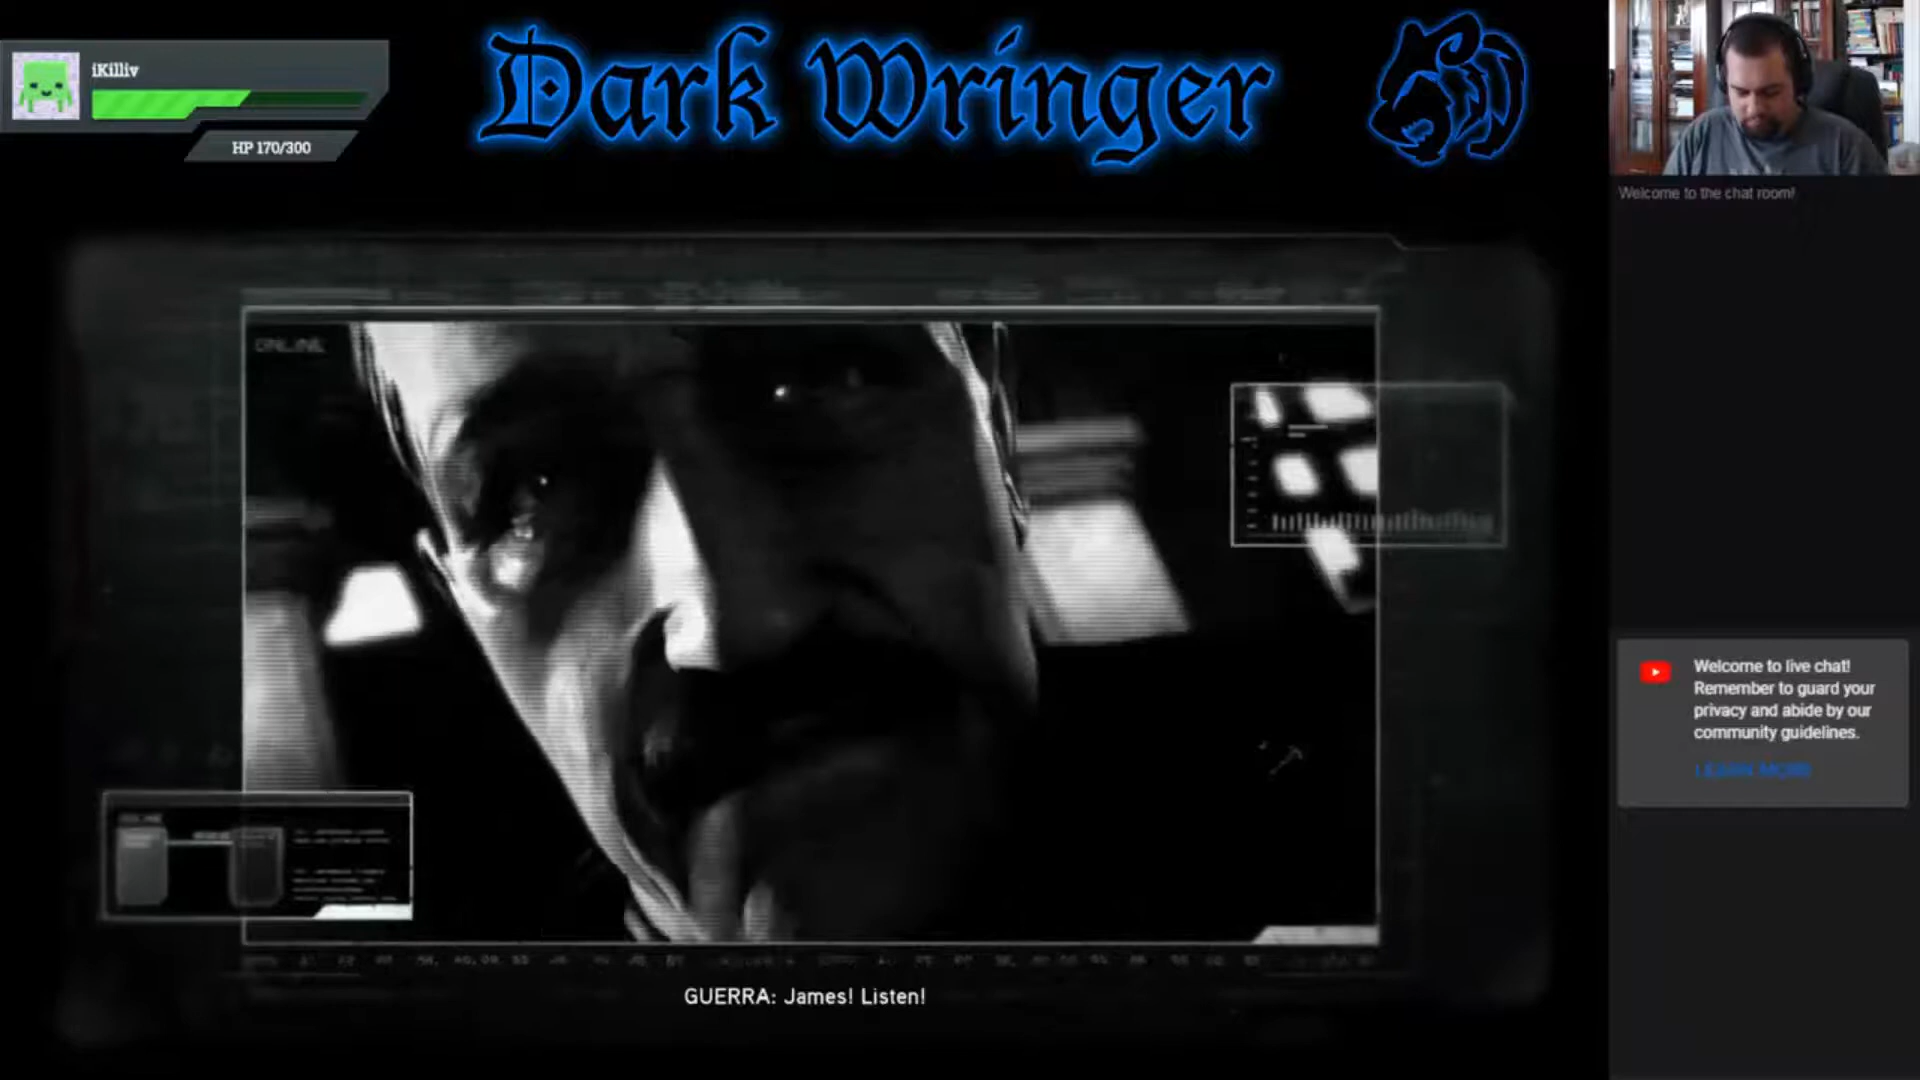 iKilliv
HP 170/300
Dark Wringer
Welcome to the chat room!
ONLINE
Welcome to live chat!
Remember to guard your
privacy and abide by our
community guidelines.
LEARN MORE
GUERRA: James! Listen!